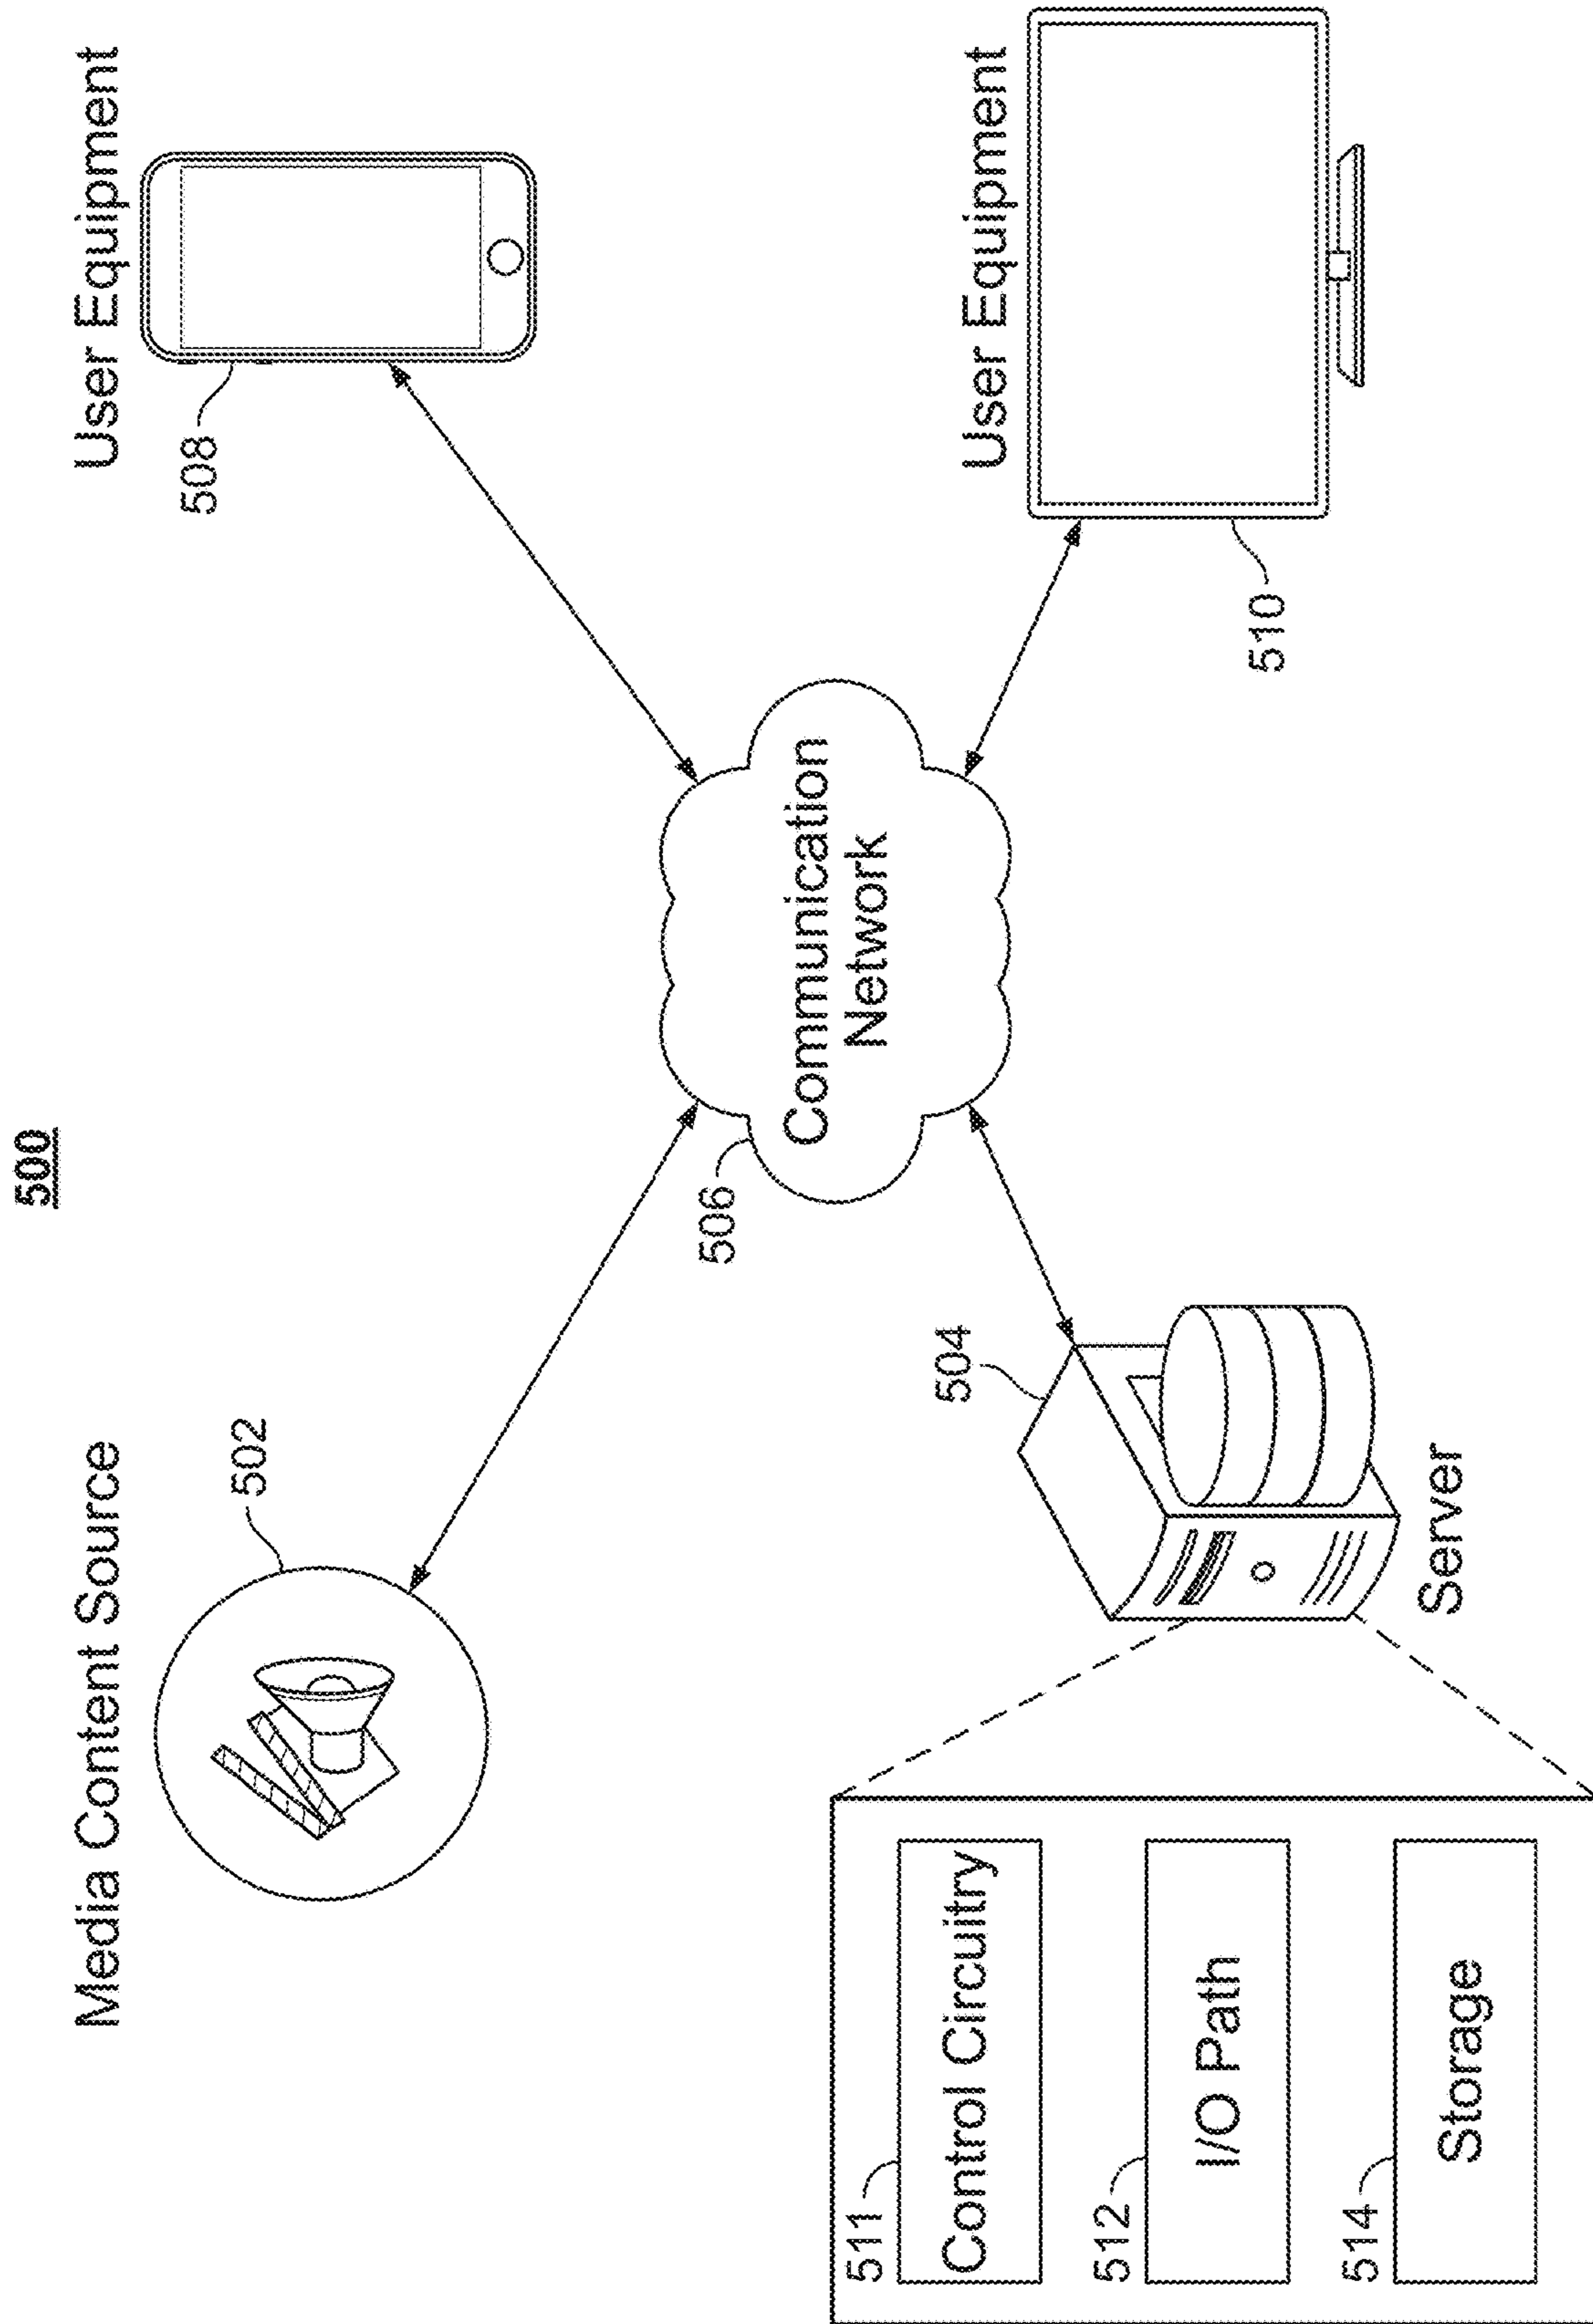 500
Media Content Source
502
User Equipment
508
506
Communication
Network
504
Server
User Equipment
510
511
Control Circuitry
512
I/O Path
514
Storage